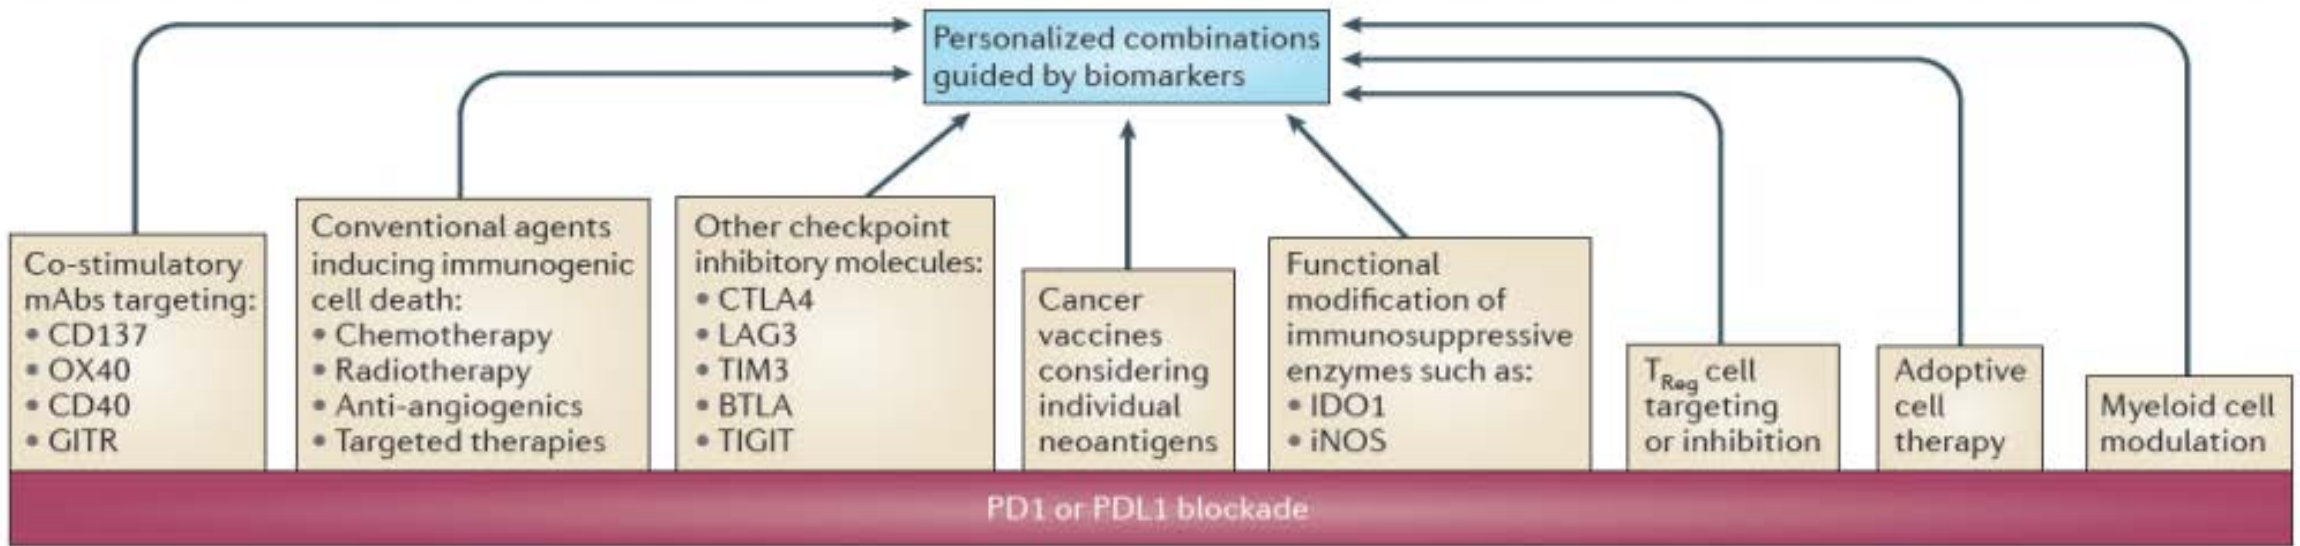 Personalized combinations
guided by biomarkers
Co-stimulatory
mAbs targeting:
• CD137
• OX40
• CD40
• GITR
Conventional agents
inducing immunogenic
cell death:
• Chemotherapy
• Radiotherapy
• Anti-angiogenics
• Targeted therapies
Other checkpoint
inhibitory molecules:
• CTLA4
• LAG3
• TIM3
• BTLA
• TIGIT
Cancer
vaccines
considering
individual
neoantigens
Functional
modification of
immunosuppressive
enzymes such as:
• IDO1
• iNOS
TReg cell
targeting
or inhibition
Adoptive
cell
therapy
Myeloid cell
modulation
PD1 or PDL1 blockade